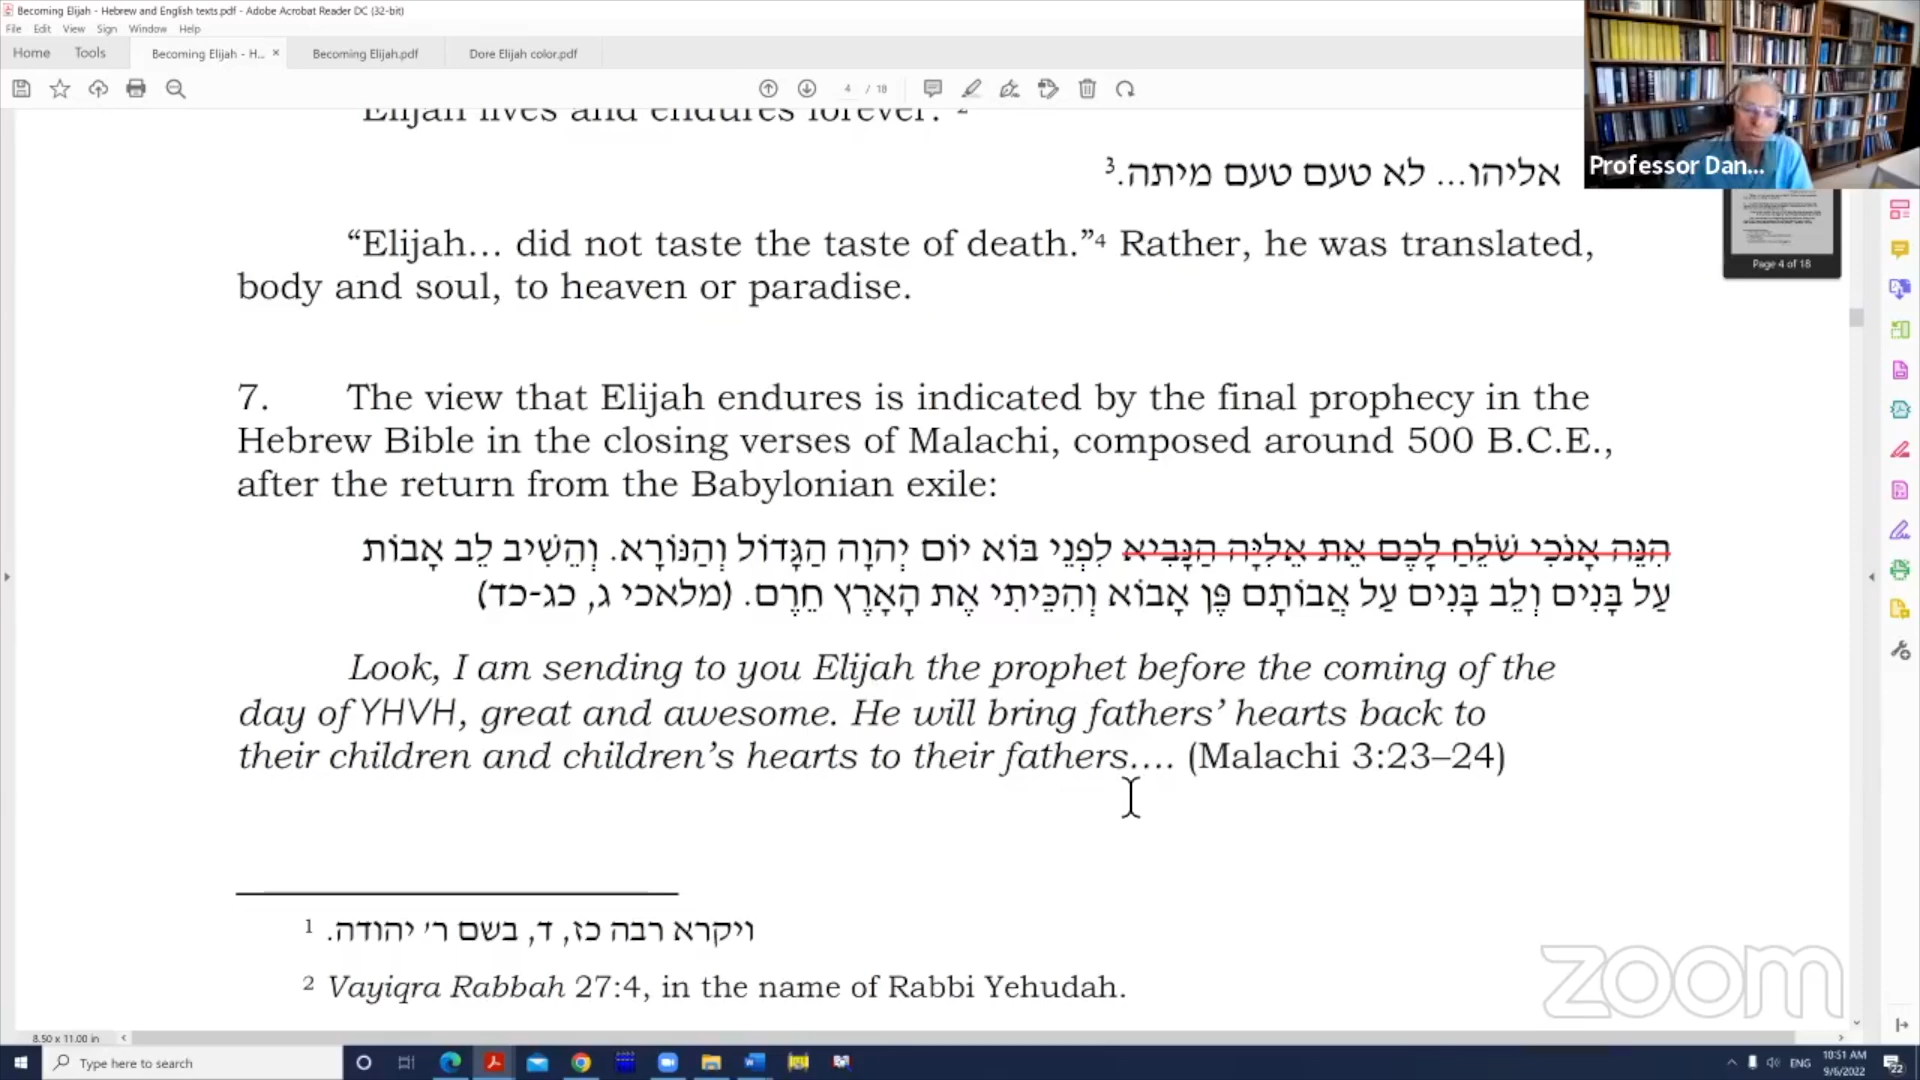 Becoming Elijah - Hebrew and English texts.pdf - Adobe Acrobat Reader DC (32-bit)
File Edit View Sign Window Help
Home Tools Becoming Elijah - H... × Becoming Elijah.pdf Dore Elijah color.pdf
4 / 18
Professor Dan...
"Elijah lives and endures forever." 2
אליהו... לא טעם טעם מיתה.3
Page 4 of 18
“Elijah… did not taste the taste of death.”4 Rather, he was translated,
body and soul, to heaven or paradise.
7. The view that Elijah endures is indicated by the final prophecy in the
Hebrew Bible in the closing verses of Malachi, composed around 500 B.C.E.,
after the return from the Babylonian exile:
הִנֵּה אָנֹכִי שֹׁלֵחַ לָכֶם אֵת אֵלִיָּה הַנָּבִיא לִפְנֵי בּוֹא יוֹם יְהוָה הַגָּדוֹל וְהַנּוֹרָא. וְהֵשִׁיב לֵב אָבוֹת
עַל בָּנִים וְלֵב בָּנִים עַל אֲבוֹתָם פֶּן אָבוֹא וְהִכֵּיתִי אֶת הָאָרֶץ חֵרֶם. (מלאכי ג, כג-כד)
Look, I am sending to you Elijah the prophet before the coming of the
day of YHVH, great and awesome. He will bring fathers’ hearts back to
their children and children’s hearts to their fathers…. (Malachi 3:23–24)
1 ויקרא רבה כז, ד, בשם ר׳ יהודה.
2 Vayiqra Rabbah 27:4, in the name of Rabbi Yehudah.
zoom
8.50 x 11.00 in
Type here to search
ENG
10:51 AM
9/6/2022
22